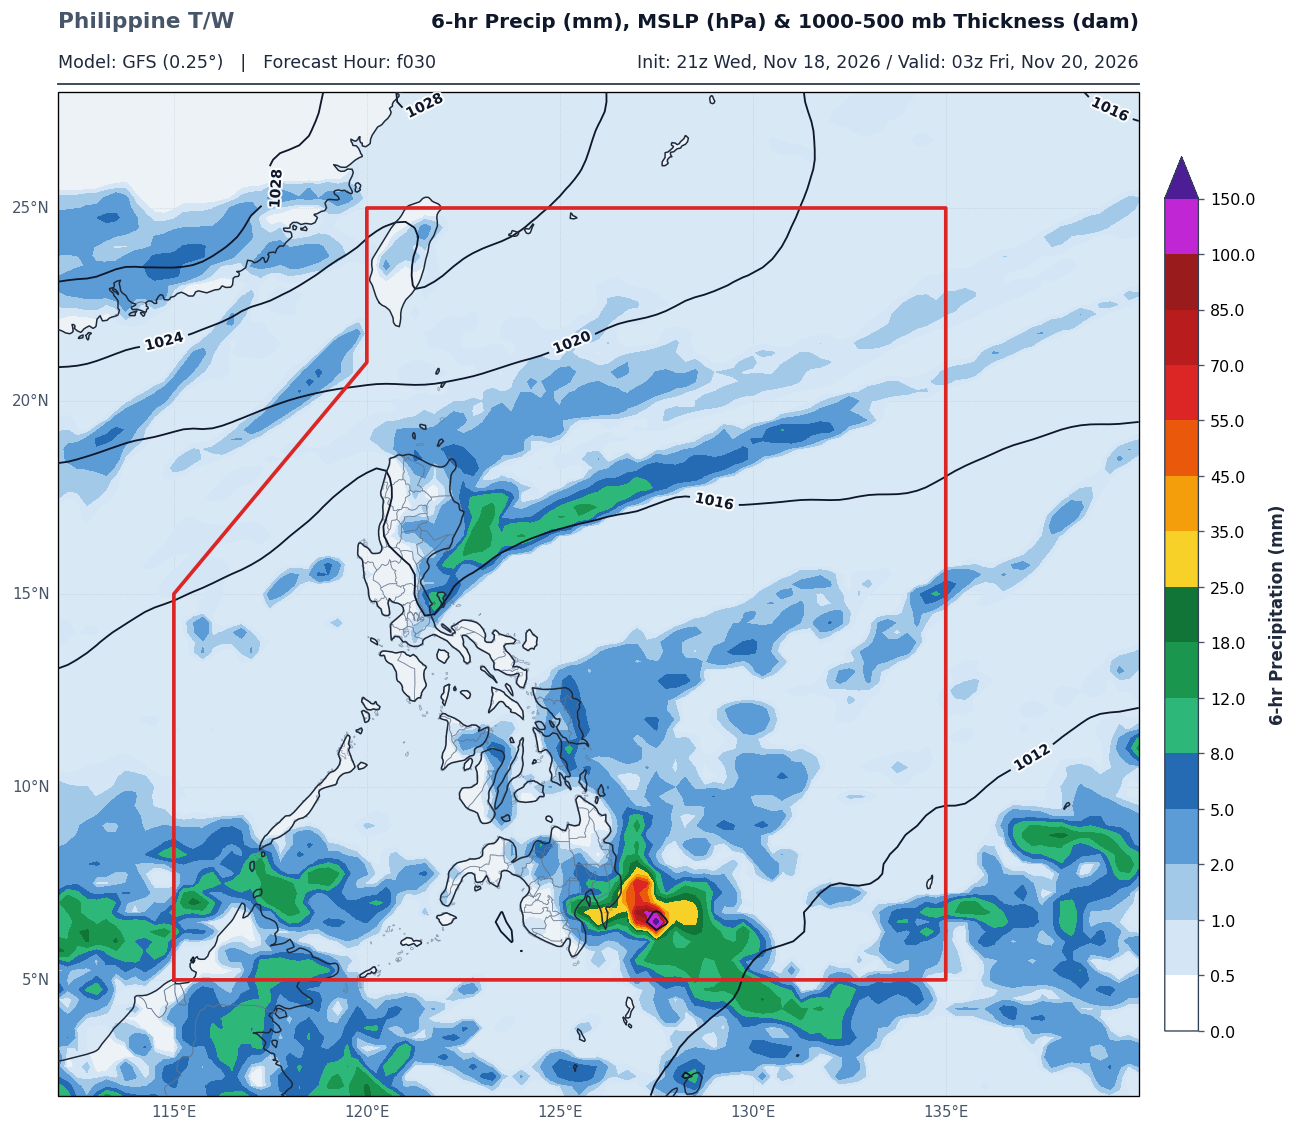 Philippine T/W
6-hr Precip (mm), MSLP (hPa) & 1000-500 mb Thickness (dam)
Model: GFS (0.25°) | Forecast Hour: f030
Init: 21z Wed, Nov 18, 2026 / Valid: 03z Fri, Nov 20, 2026
1028
1016
1028
1024
1020
1016
1012
25°N
20°N
15°N
10°N
5°N
115°E
120°E
125°E
130°E
135°E
150.0
100.0
85.0
70.0
55.0
45.0
35.0
25.0
18.0
12.0
8.0
5.0
2.0
1.0
0.5
0.0
6-hr Precipitation (mm)